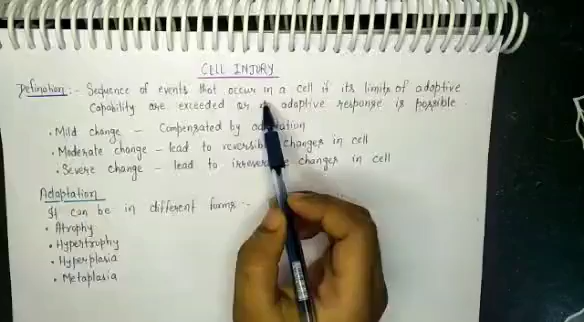 CELL INJURY
Defination :- Sequence of events that occur in a cell if its limits of adaptive
capability are exceeded or adaptive response is possible
• Mild change - Compensated by
• Moderate change - lead to changes in cell
• Severe change - lead to changes in cell
Adaptation
It can be in different forms :-
• Atrophy
• Hypertrophy
• Hyperplasia
• Metaplasia